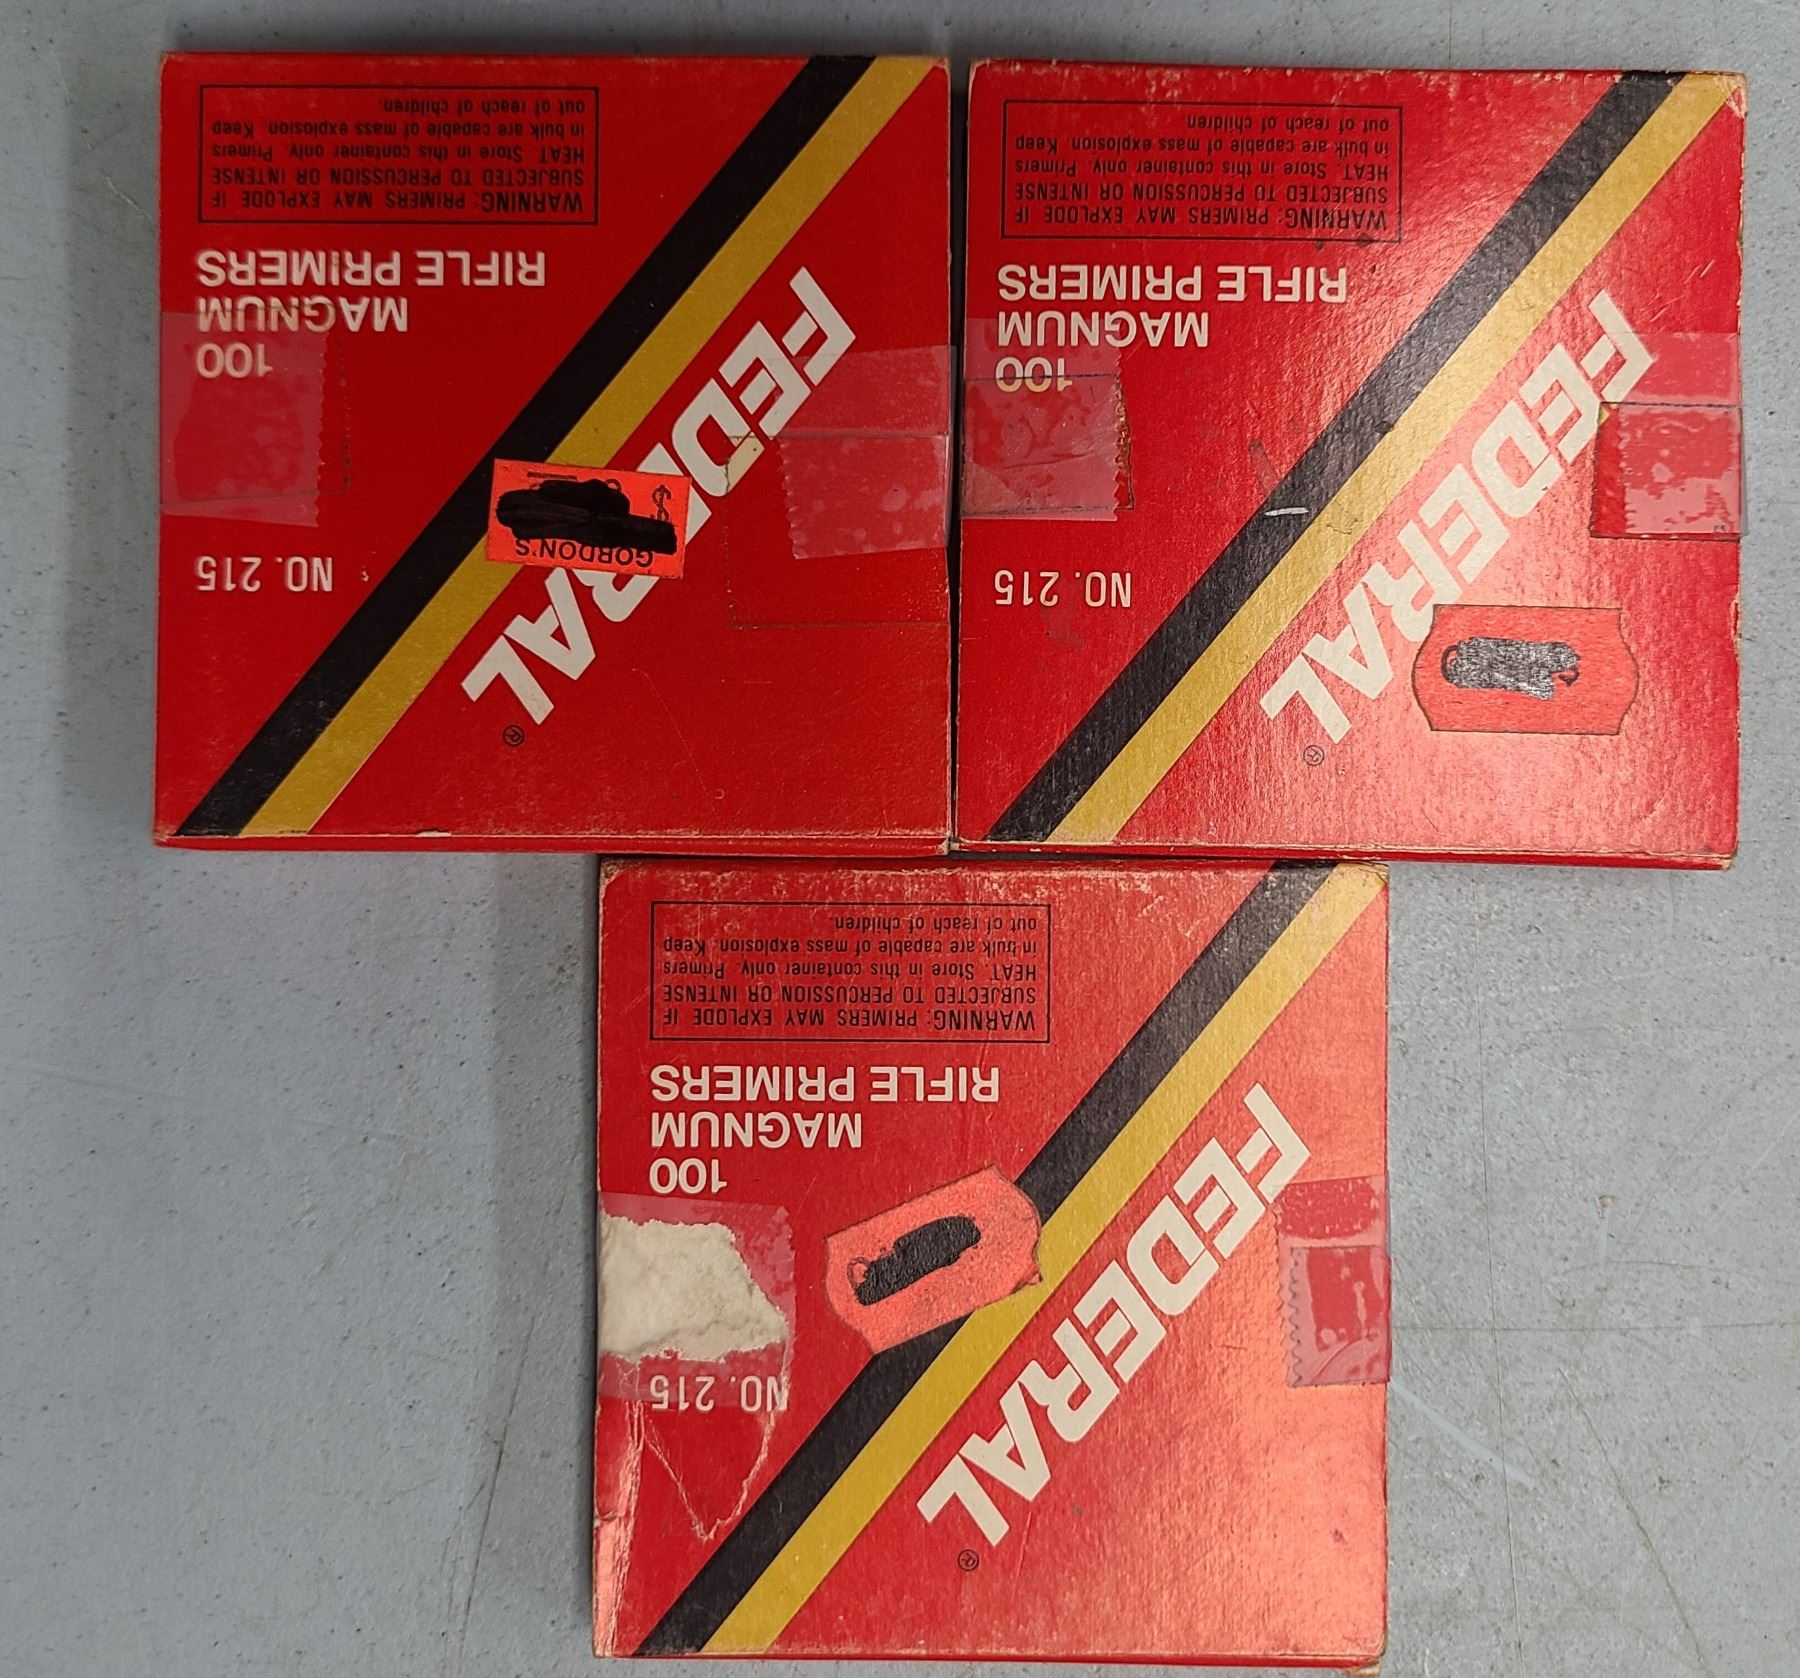 WARNING: PRIMERS MAY EXPLODE IF
SUBJECTED TO PERCUSSION OR INTENSE
HEAT. Store in this container only. Primers
in bulk are capable of mass explosion. Keep
out of reach of children.
RIFLE PRIMERS
MAGNUM
100
NO. 215
FEDERAL®
GORDON'S
$
WARNING: PRIMERS MAY EXPLODE IF
SUBJECTED TO PERCUSSION OR INTENSE
HEAT. Store in this container only. Primers
in bulk are capable of mass explosion. Keep
out of reach of children.
RIFLE PRIMERS
MAGNUM
100
NO. 215
FEDERAL®
WARNING: PRIMERS MAY EXPLODE IF
SUBJECTED TO PERCUSSION OR INTENSE
HEAT. Store in this container only. Primers
in bulk are capable of mass explosion. Keep
out of reach of children.
RIFLE PRIMERS
MAGNUM
100
NO. 215
FEDERAL®